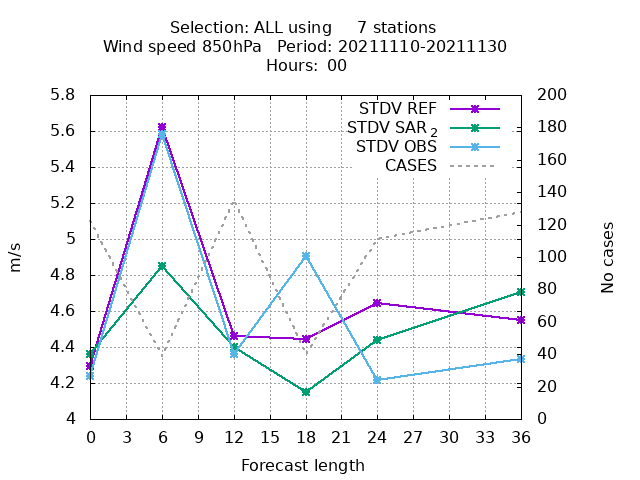 Selection: ALL using     7 stations
Wind speed 850hPa   Period: 20211110-20211130
Hours:  00
STDV REF
STDV SAR 2
STDV OBS
CASES
5.8
5.6
5.4
5.2
5
4.8
4.6
4.4
4.2
4
m/s
200
180
160
140
120
100
80
60
40
20
0
No cases
0 3 6 9 12 15 18 21 24 27 30 33 36
Forecast length